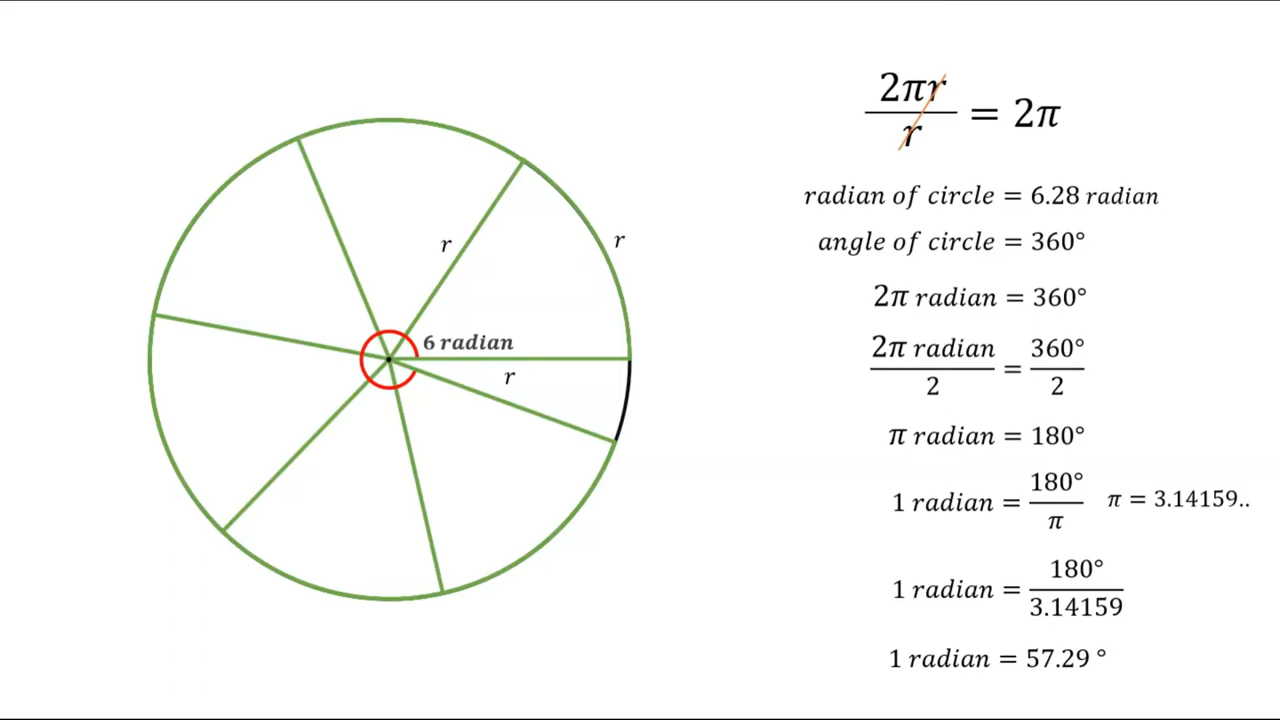 r
r
6 radian
r
2πr / r = 2π
radian of circle = 6.28 radian
angle of circle = 360°
2π radian = 360°
2π radian / 2 = 360° / 2
π radian = 180°
1 radian = 180° / π   π = 3.14159..
1 radian = 180° / 3.14159
1 radian = 57.29 °